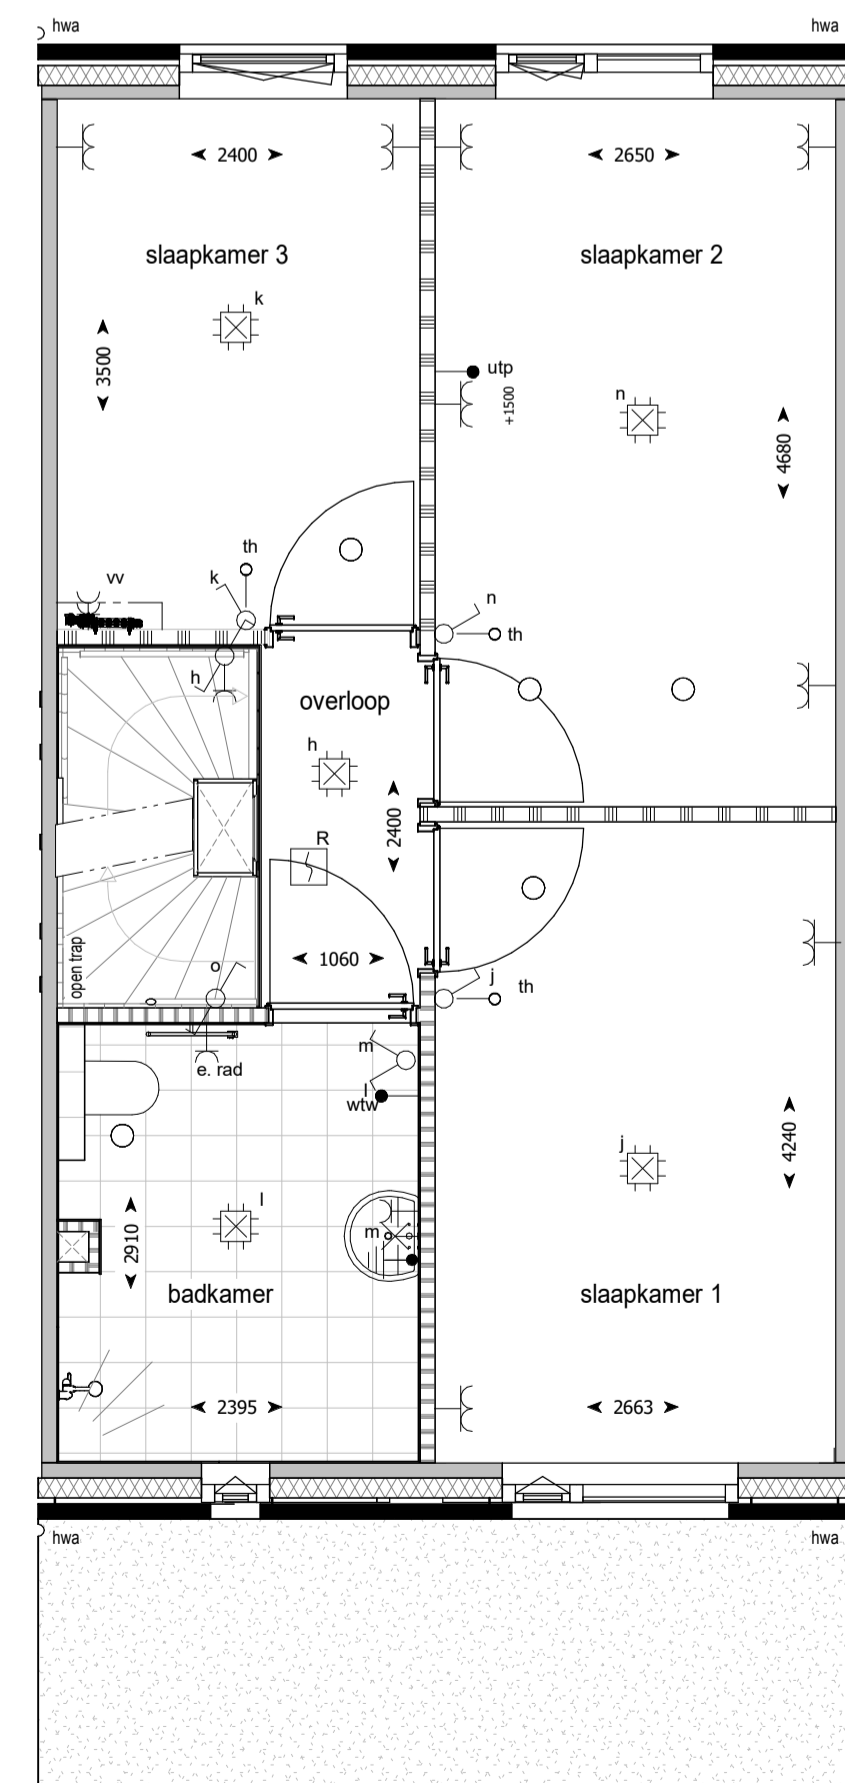 hwa
hwa
2400
2650
slaapkamer 3
slaapkamer 2
k
3500
utp
+1500
n
4680
th
k
vv
n
th
h
overloop
h
2400
R
open trap
o
1060
j
th
m
e. rad
l
wtw
4240
j
l
m
2910
badkamer
slaapkamer 1
2395
2663
hwa
hwa